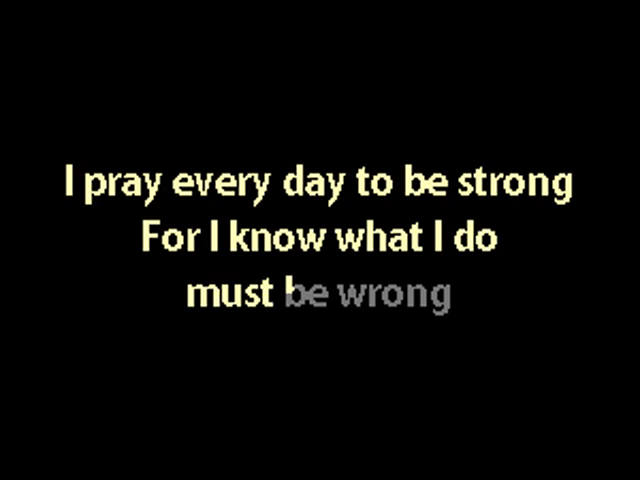 I pray every day to be strong
For I know what I do
must be wrong